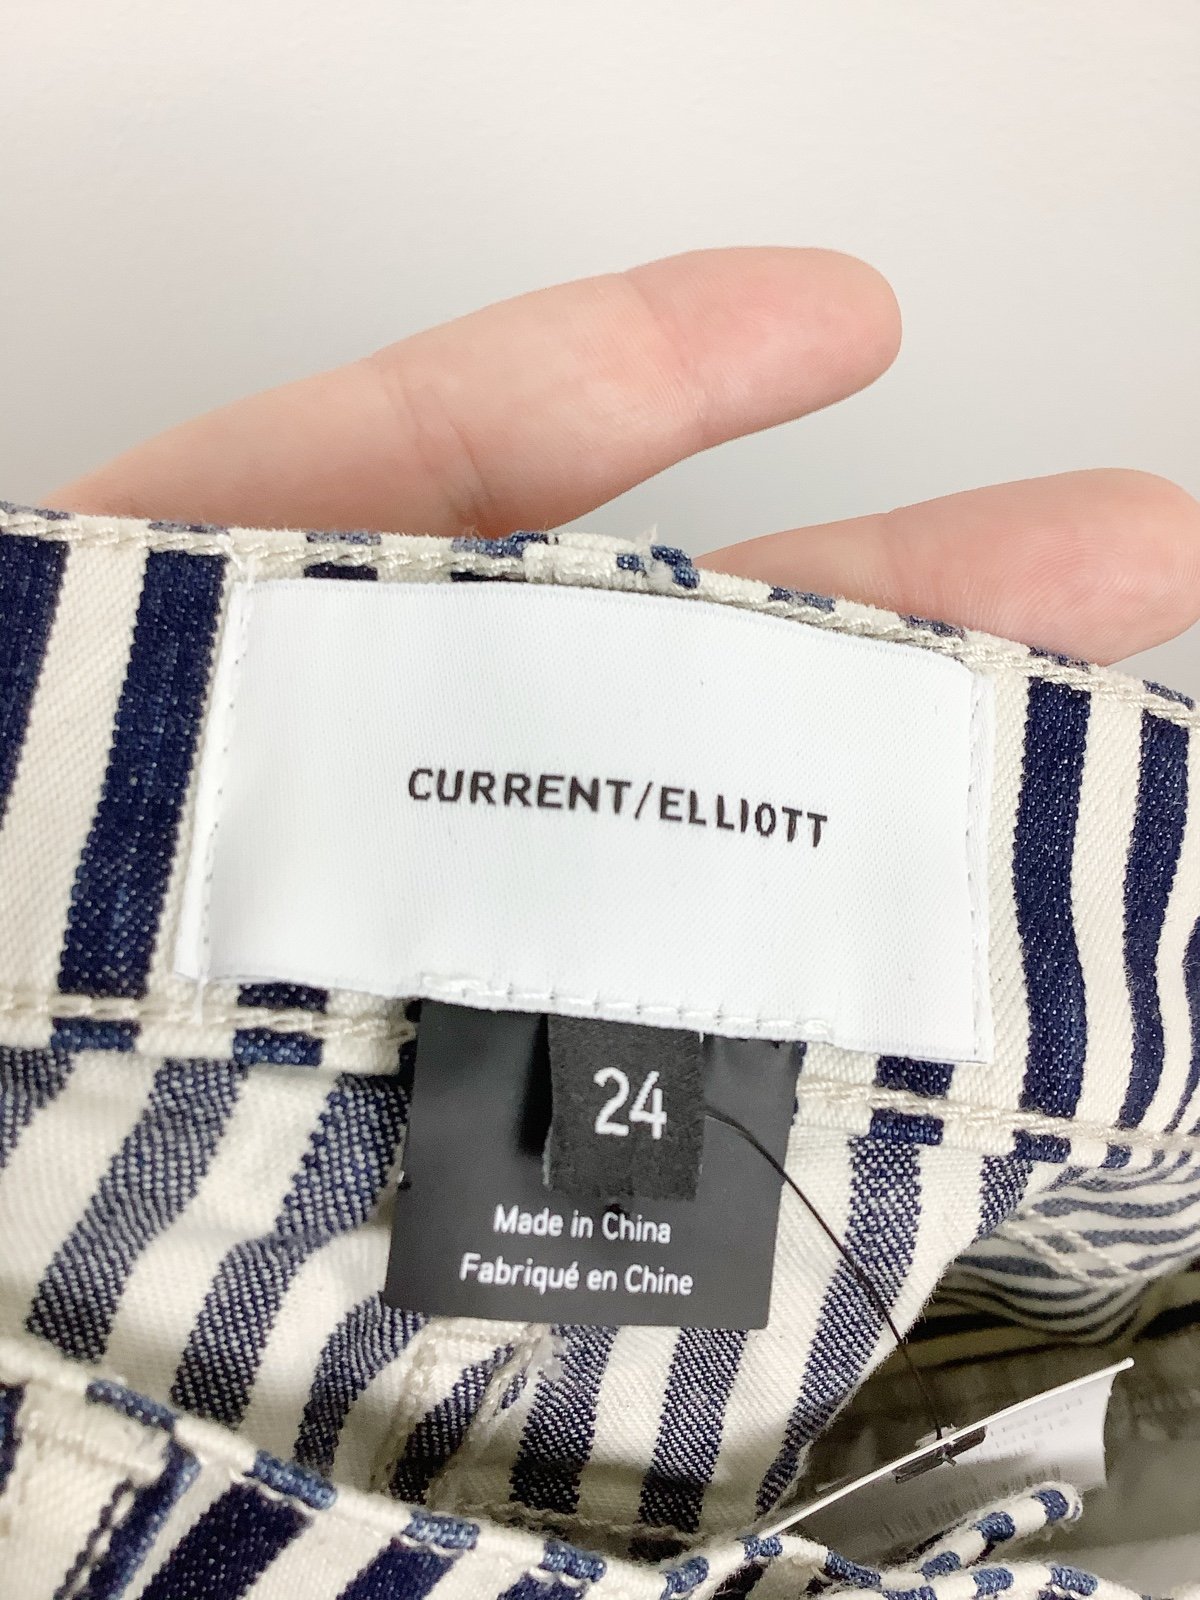 CURRENT/ELLIOTT
24
Made in China
Fabriqué en Chine